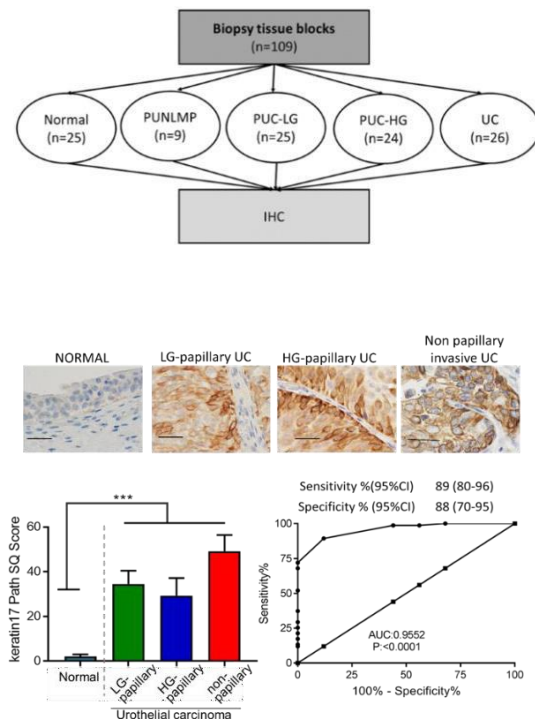 Biopsy tissue blocks
(n=109)
Normal
(n=25)
PUNLMP
(n=9)
PUC-LG
(n=25)
PUC-HG
(n=24)
UC
(n=26)
IHC
NORMAL
LG-papillary UC
HG-papillary UC
Non papillary
invasive UC
keratin17 Path SQ Score
60
40
20
0
***
Normal
LG-
papillary
HG-
papillary
non-
papillary
Urothelial carcinoma
Sensitivity %(95%CI) 89 (80-96)
Specificity % (95%CI) 88 (70-95)
Sensitivity%
100
75
50
25
0
AUC:0.9552
P:<0.0001
0 25 50 75 100
100% - Specificity%